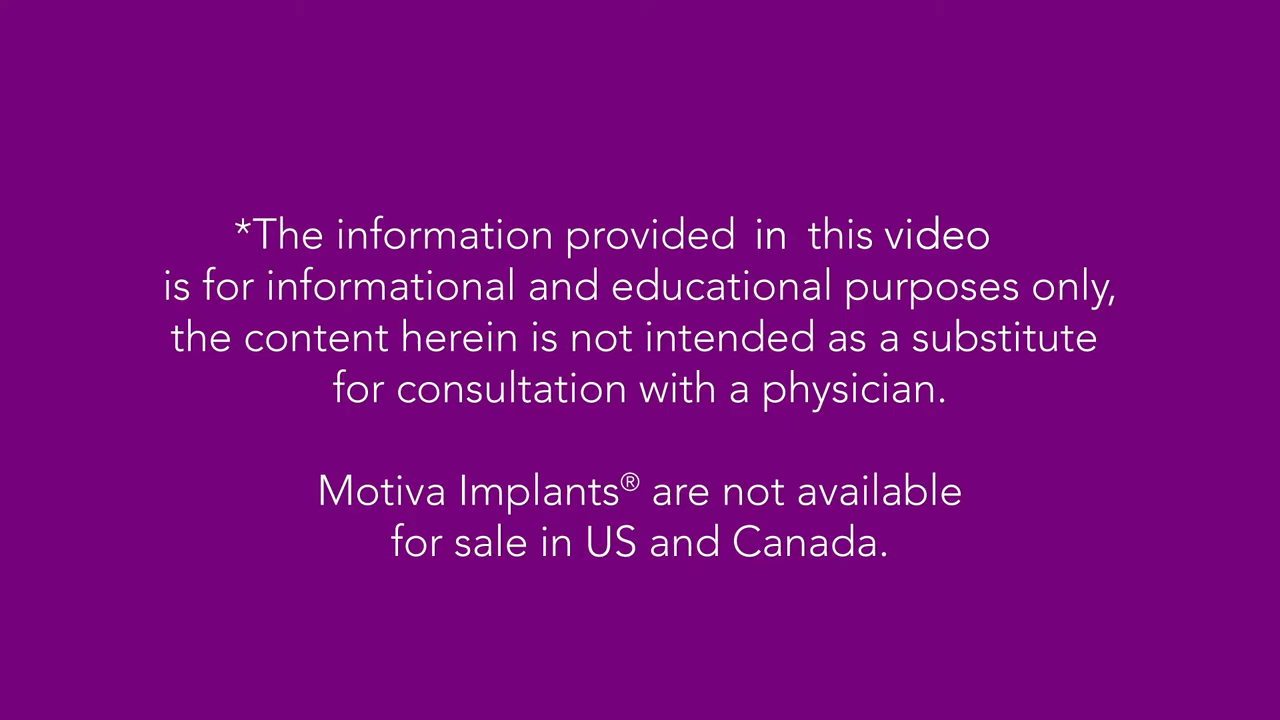 *The information provided in this video
is for informational and educational purposes only,
the content herein is not intended as a substitute
for consultation with a physician.
Motiva Implants® are not available
for sale in US and Canada.